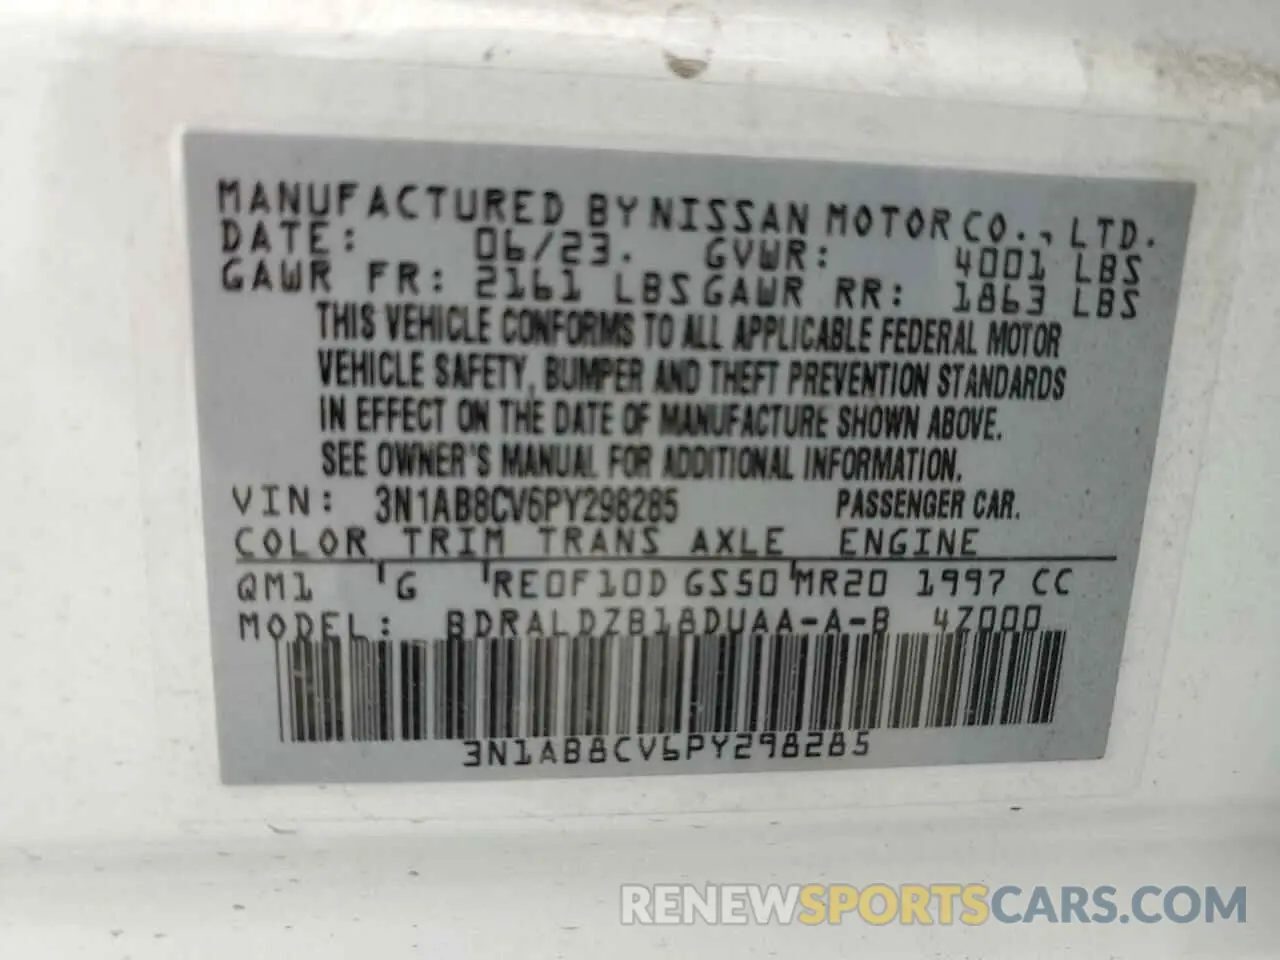 MANUFACTURED BY NISSAN MOTOR CO., LTD.
DATE: 06/23. GVWR: 4001 LBS
GAWR FR: 2161 LBS GAWR RR: 1863 LBS
THIS VEHICLE CONFORMS TO ALL APPLICABLE FEDERAL MOTOR
VEHICLE SAFETY, BUMPER AND THEFT PREVENTION STANDARDS
IN EFFECT ON THE DATE OF MANUFACTURE SHOWN ABOVE.
SEE OWNER'S MANUAL FOR ADDITIONAL INFORMATION.
VIN: 3N1AB8CV6PY298285 PASSENGER CAR.
COLOR TRIM TRANS AXLE ENGINE
QM1 G RE0F10D GS50 MR20 1997 CC
MODEL: BDRALDZB18DUAA-A-B 4Z000
3N1AB8CV6PY298285
RENEWSPORTSCARS.COM